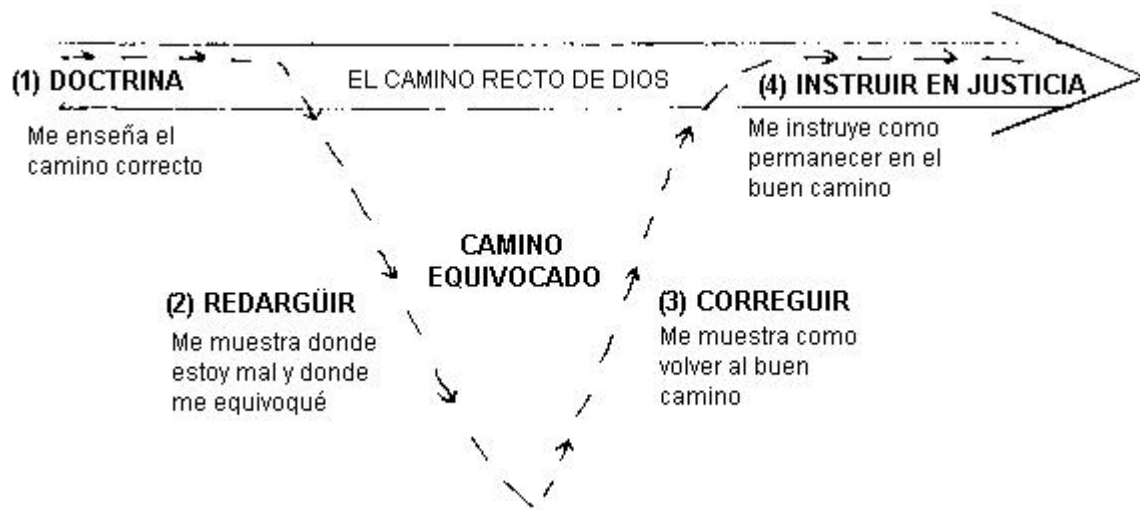 (1) DOCTRINA
EL CAMINO RECTO DE DIOS
(4) INSTRUIR EN JUSTICIA
Me enseña el
camino correcto
Me instruye como
permanecer en el
buen camino
CAMINO
EQUIVOCADO
(2) REDARGÜIR
Me muestra donde
estoy mal y donde
me equivoqué
(3) CORREGUIR
Me muestra como
volver al buen
camino